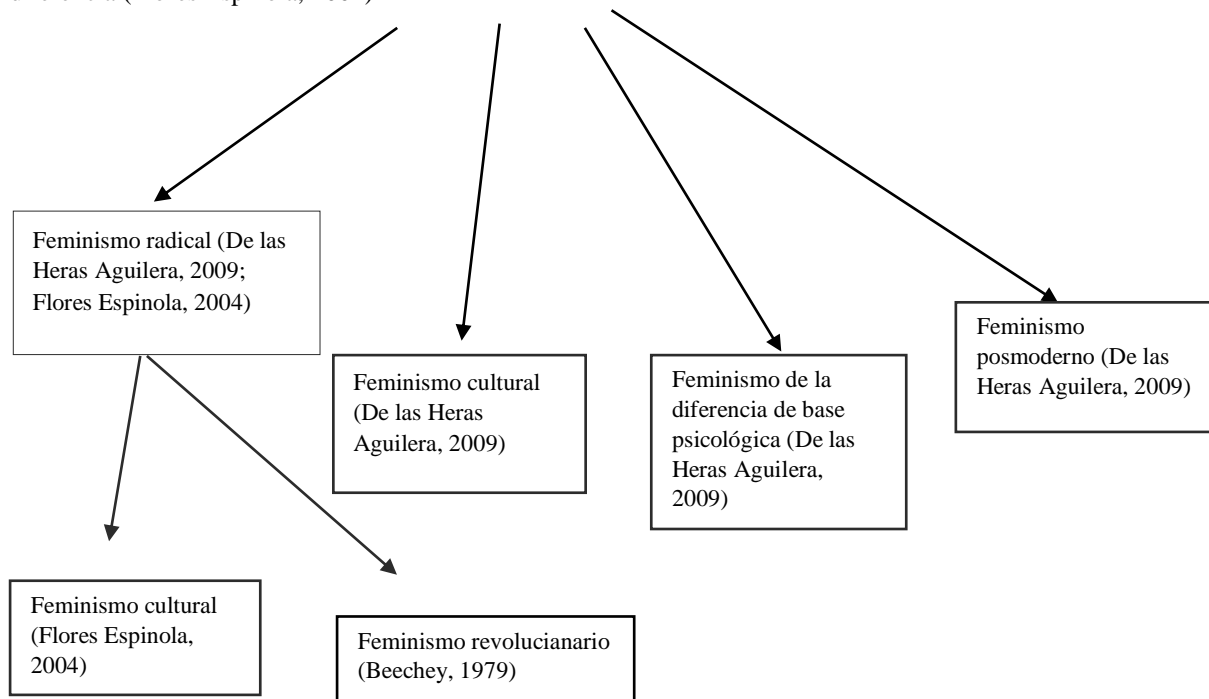 Feminismo radical (De las
Heras Aguilera, 2009;
Flores Espinola, 2004)
Feminismo cultural
(De las Heras
Aguilera, 2009)
Feminismo de la
diferencia de base
psicológica (De las
Heras Aguilera,
2009)
Feminismo
posmoderno (De las
Heras Aguilera, 2009)
Feminismo cultural
(Flores Espinola,
2004)
Feminismo revolucianario
(Beechey, 1979)